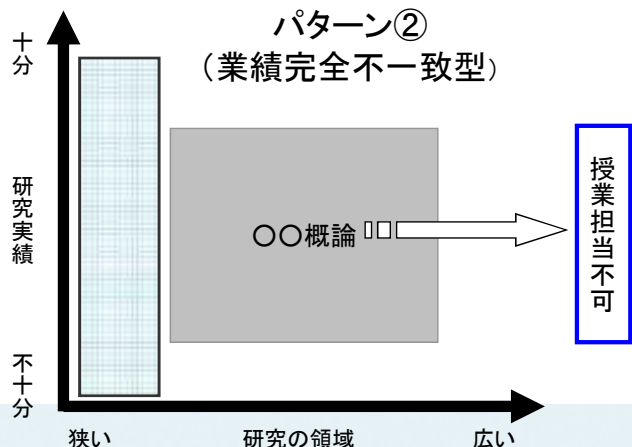 パターン②
（業績完全不一致型）
十分
研究実績
不十分
〇〇概論
授業担当不可
狭い
研究の領域
広い